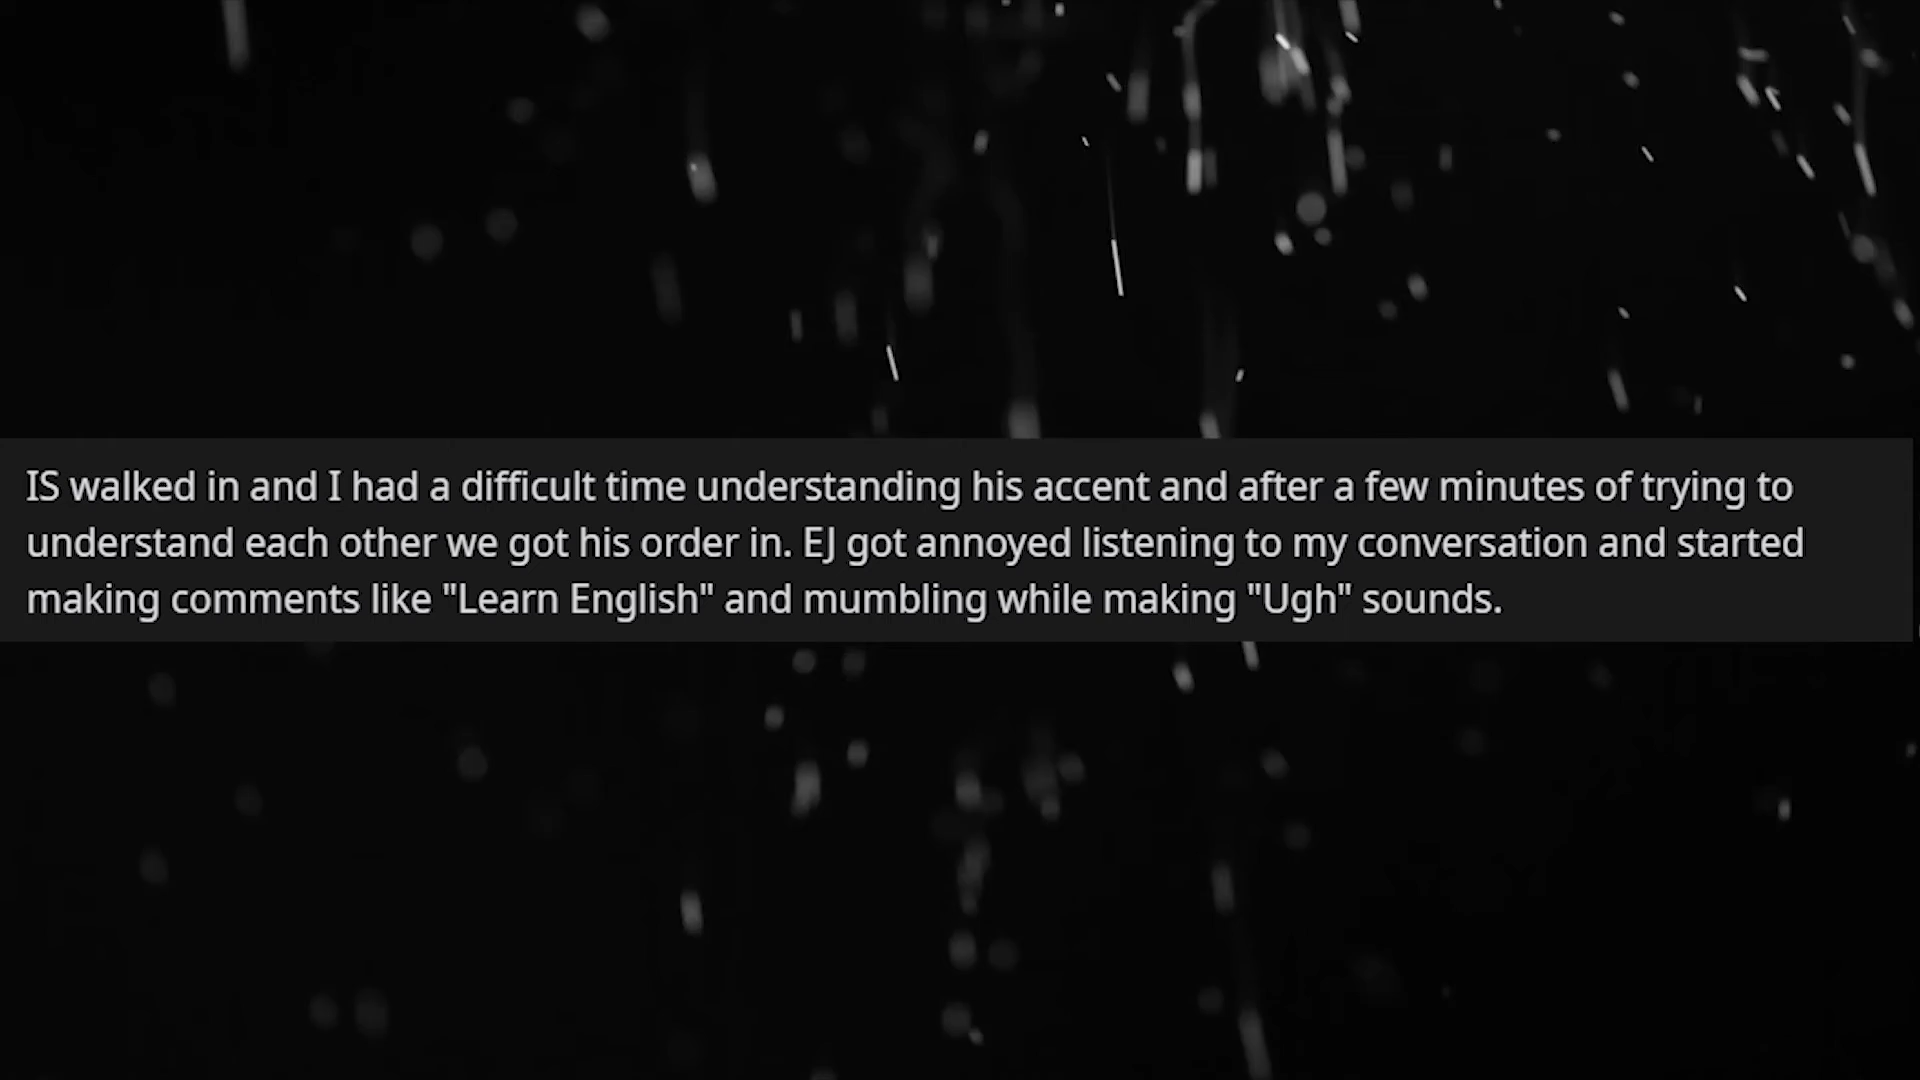 IS walked in and I had a difficult time understanding his accent and after a few minutes of trying to
understand each other we got his order in. EJ got annoyed listening to my conversation and started
making comments like "Learn English" and mumbling while making "Ugh" sounds.